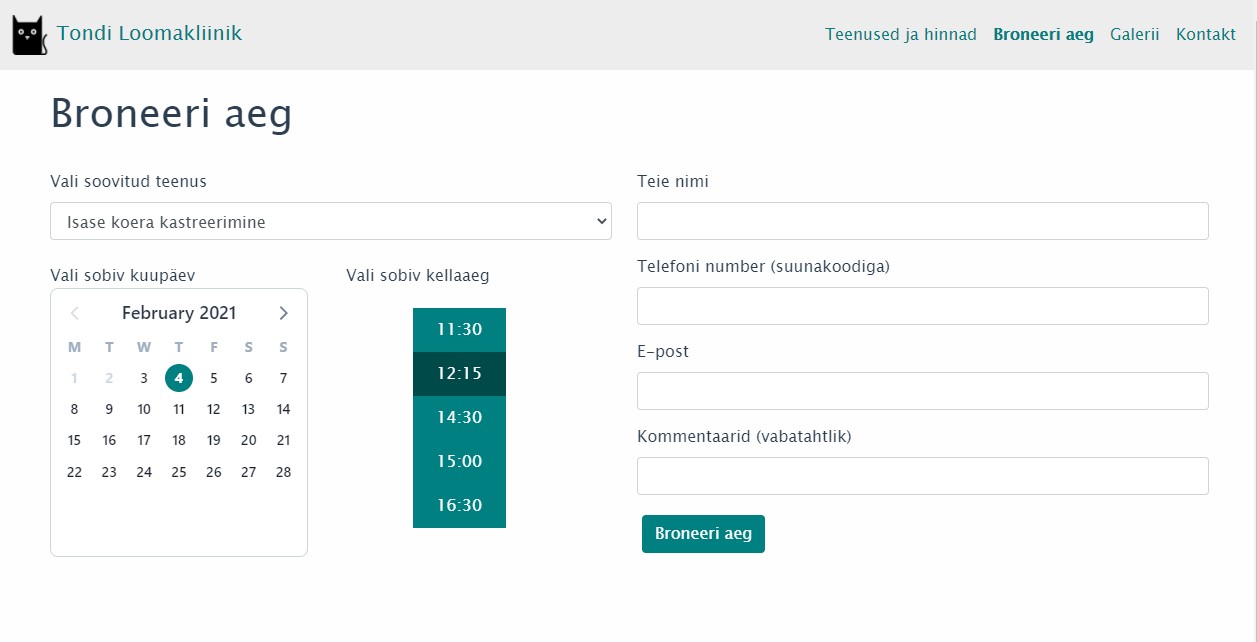 Tondi Loomakliinik
Teenused ja hinnad Broneeri aeg Galerii Kontakt
Broneeri aeg
Vali soovitud teenus
Isase koera kastreerimine
Vali sobiv kuupäev
February 2021
M T W T F S S
1 2 3 4 5 6 7
8 9 10 11 12 13 14
15 16 17 18 19 20 21
22 23 24 25 26 27 28
Vali sobiv kellaaeg
11:30
12:15
14:30
15:00
16:30
Teie nimi
Telefoni number (suunakoodiga)
E-post
Kommentaarid (vabatahtlik)
Broneeri aeg